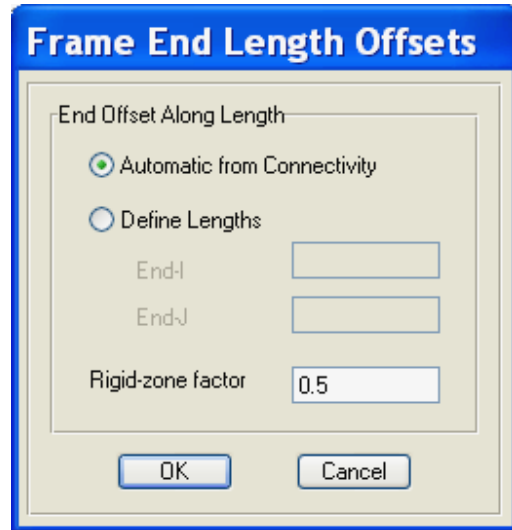 Frame End Length Offsets
End Offset Along Length
Automatic from Connectivity
Define Lengths
End-I
End-J
Rigid-zone factor 0.5
OK Cancel